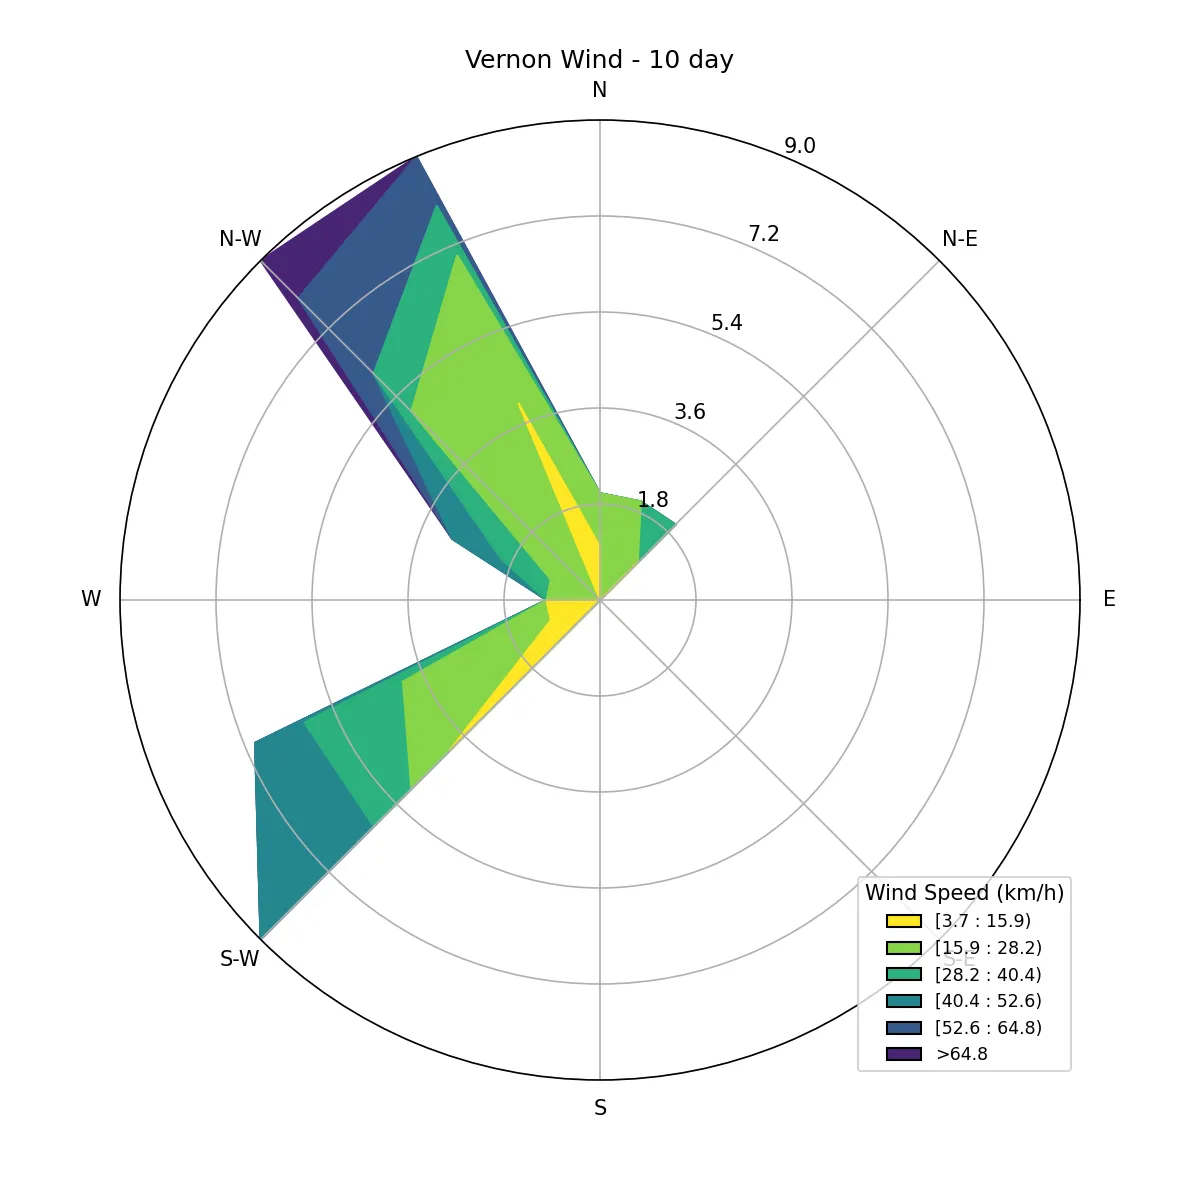 Vernon Wind - 10 day
N
9.0
N-W
N-E
7.2
5.4
3.6
1.8
W
E
Wind Speed (km/h)
[3.7 : 15.9)
[15.9 : 28.2)
S-W
S-E
[28.2 : 40.4)
[40.4 : 52.6)
[52.6 : 64.8)
>64.8
S